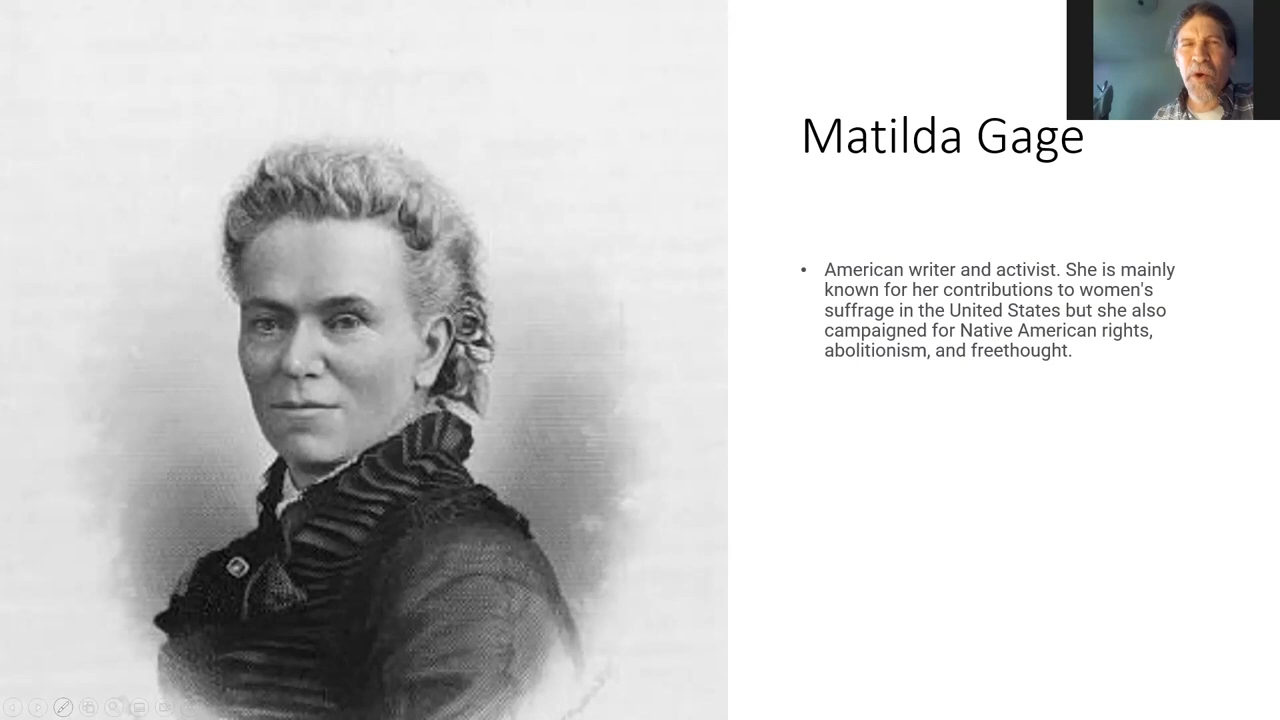 Matilda Gage
• American writer and activist. She is mainly
known for her contributions to women's
suffrage in the United States but she also
campaigned for Native American rights,
abolitionism, and freethought.